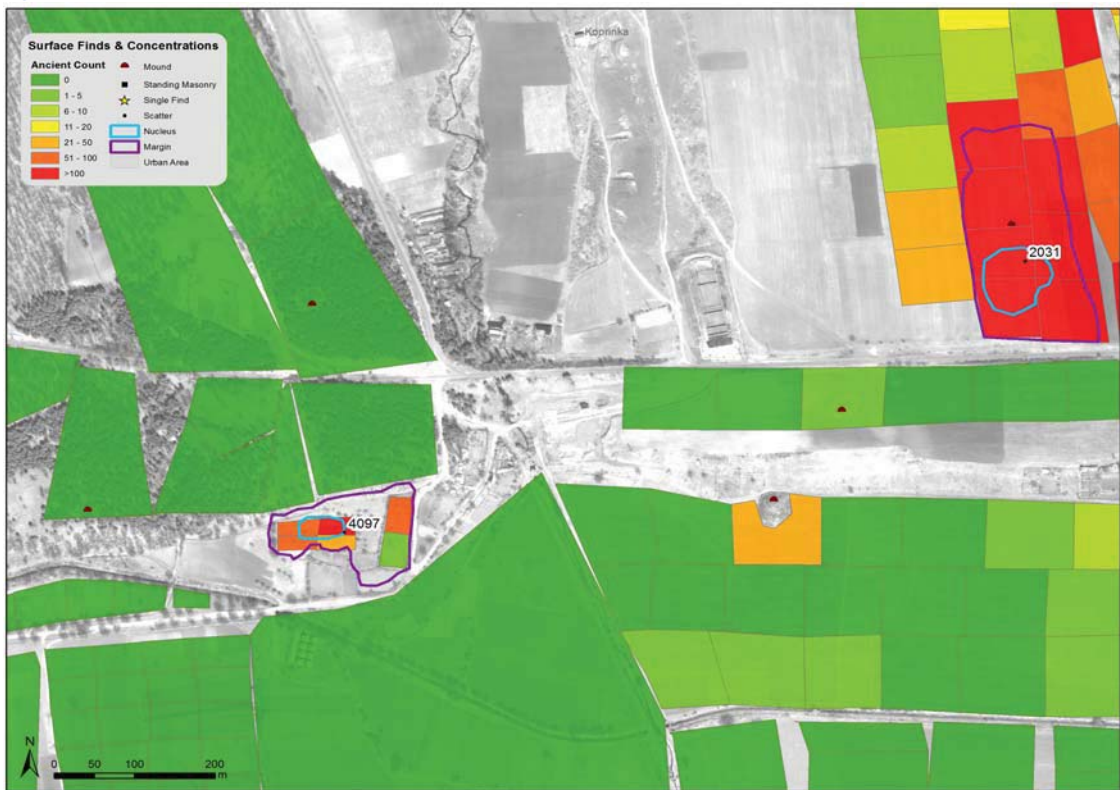 Surface Finds & Concentrations
Ancient Count
0
1 - 5
6 - 10
11 - 20
21 - 50
51 - 100
>100
Mound
Standing Masonry
Single Find
Scatter
Nucleus
Margin
Urban Area
Koprinka
2031
4097
N
0 50 100 200
m